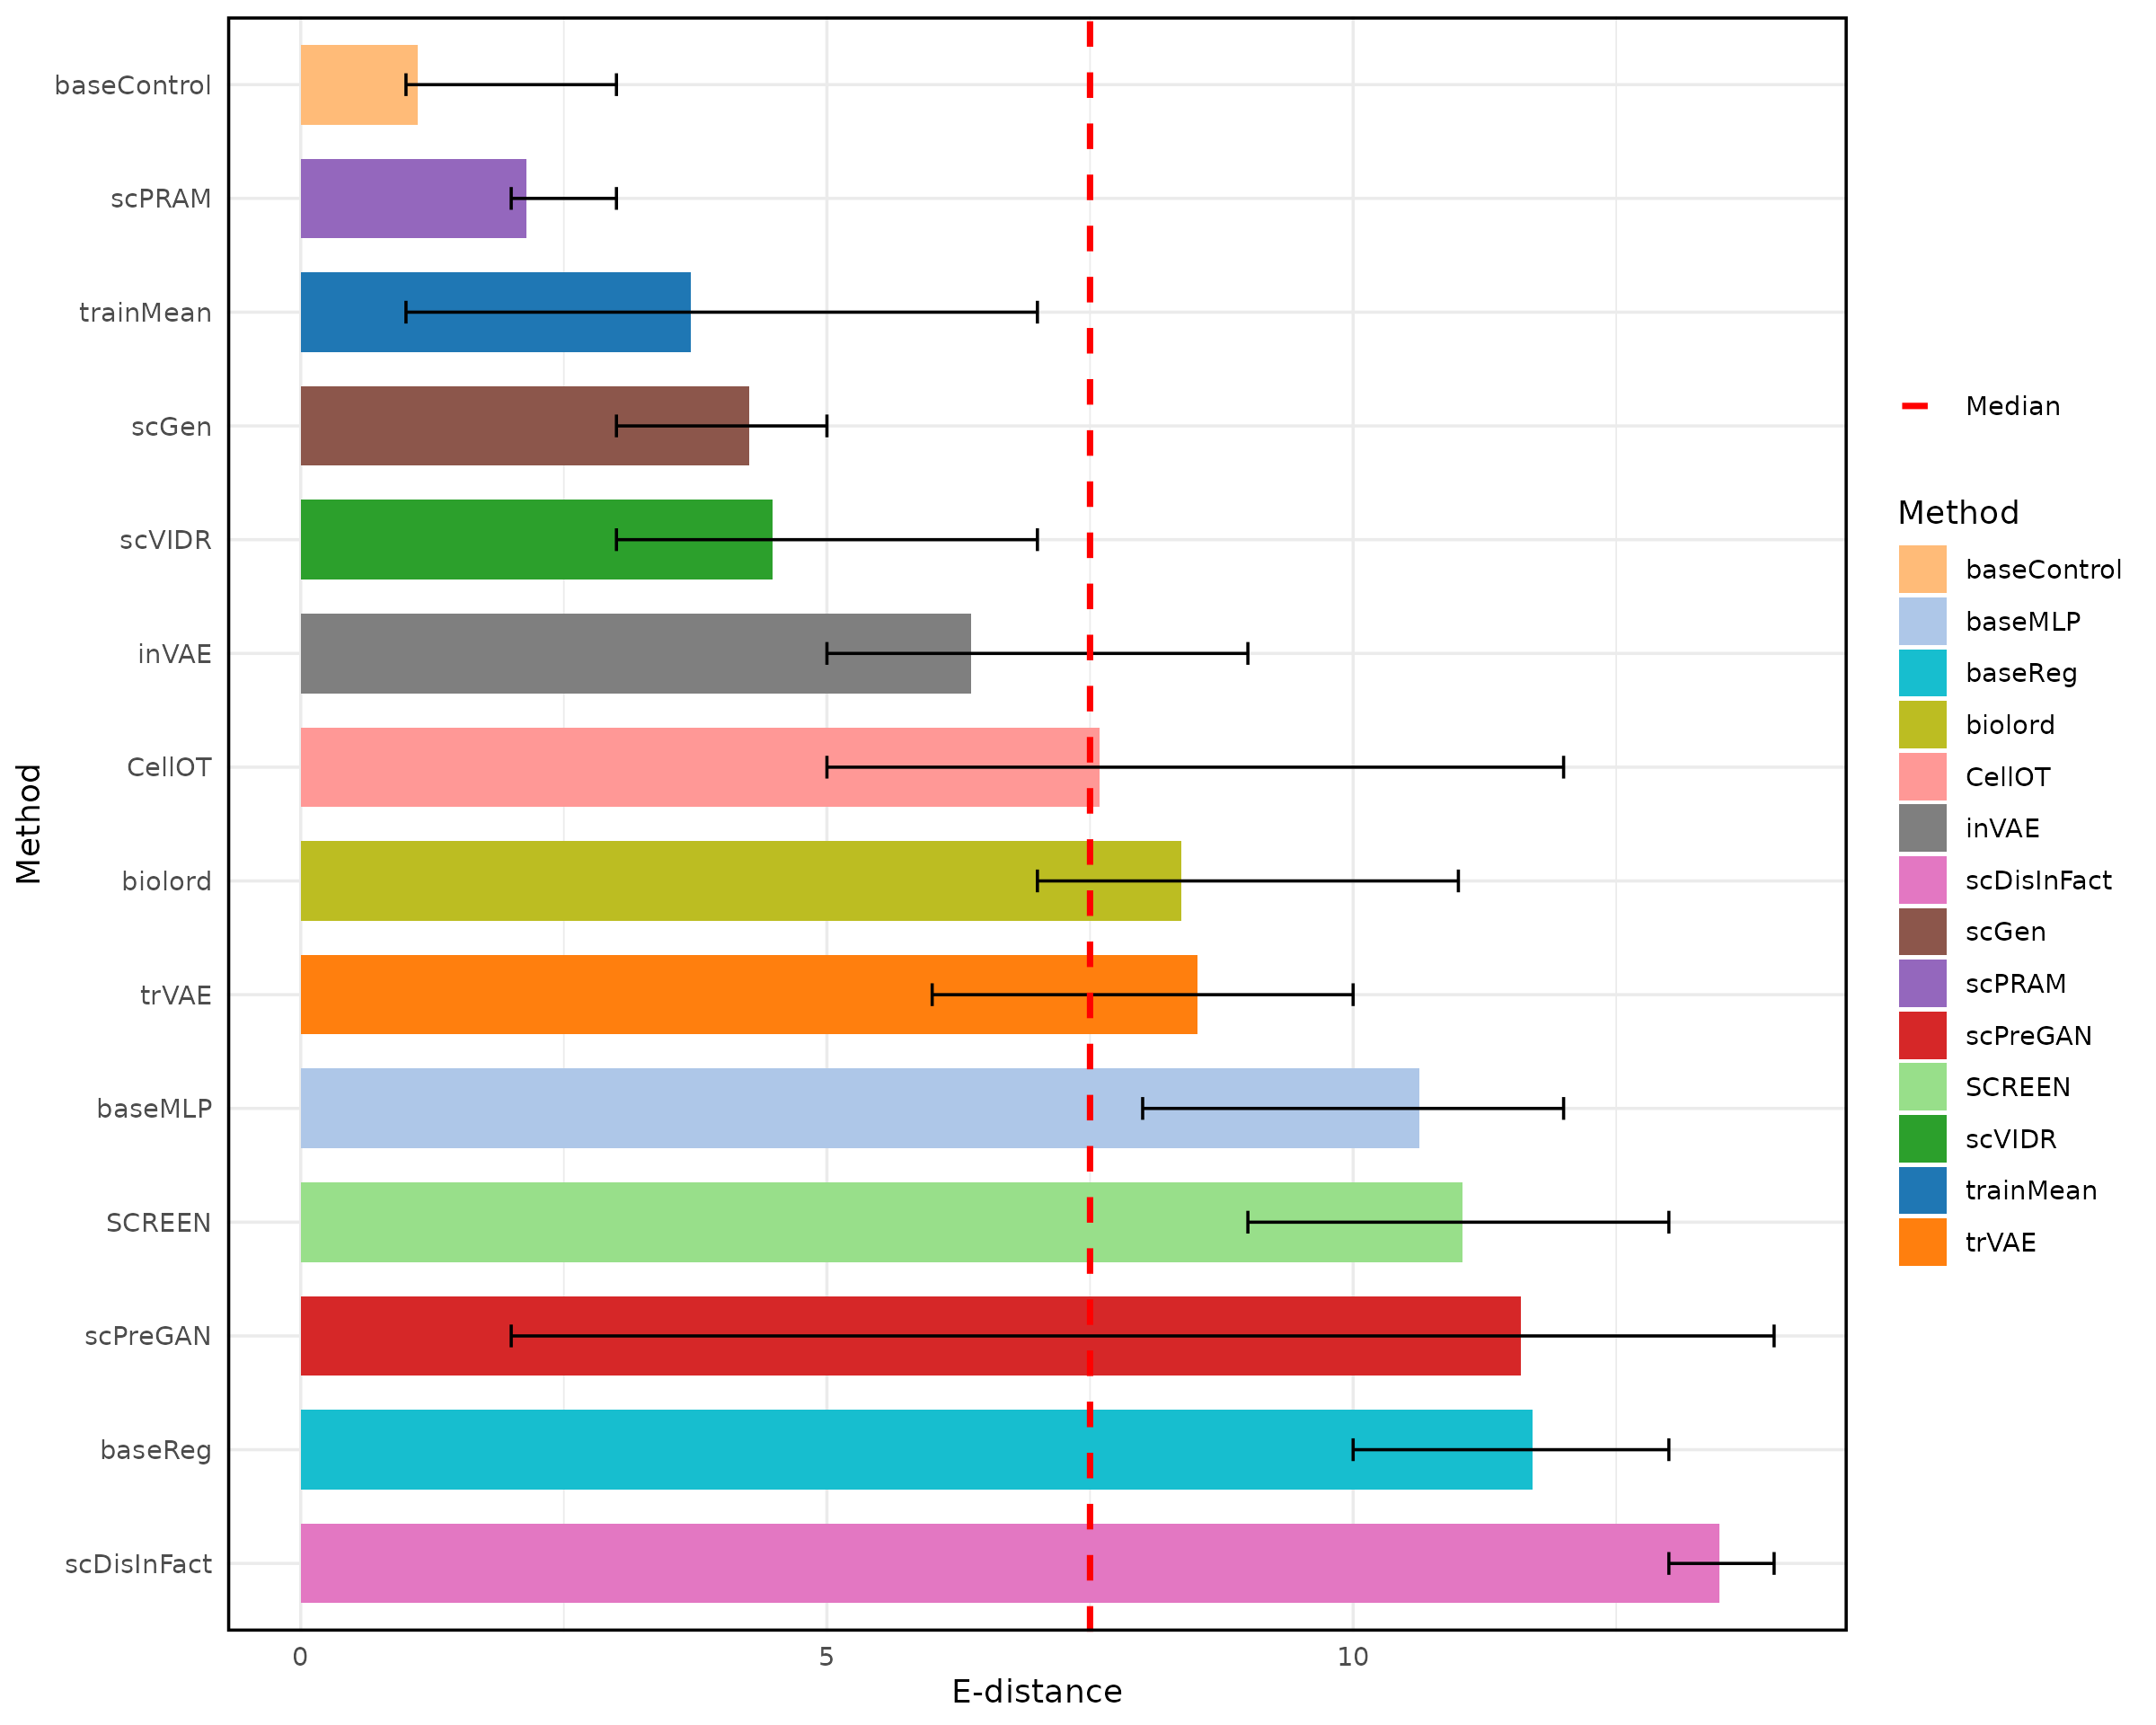 baseControl
scPRAM
trainMean
scGen
scVIDR
inVAE
CellOT
biolord
trVAE
baseMLP
SCREEN
scPreGAN
baseReg
scDisInFact
Method
0 5 10
E-distance
Median
Method
baseControl
baseMLP
baseReg
biolord
CellOT
inVAE
scDisInFact
scGen
scPRAM
scPreGAN
SCREEN
scVIDR
trainMean
trVAE